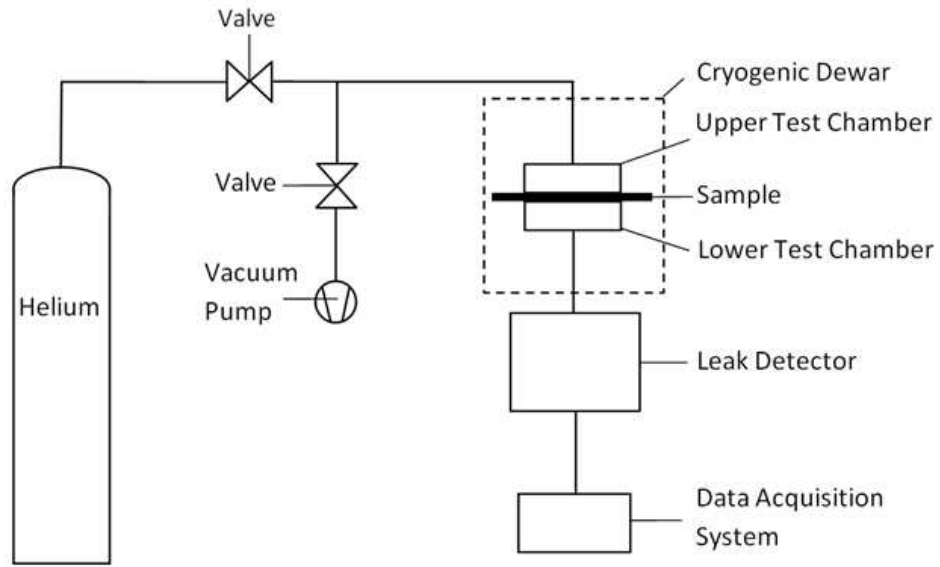 Valve
Cryogenic Dewar
Upper Test Chamber
Valve
Sample
Lower Test Chamber
Vacuum
Pump
Helium
Leak Detector
Data Acquisition
System